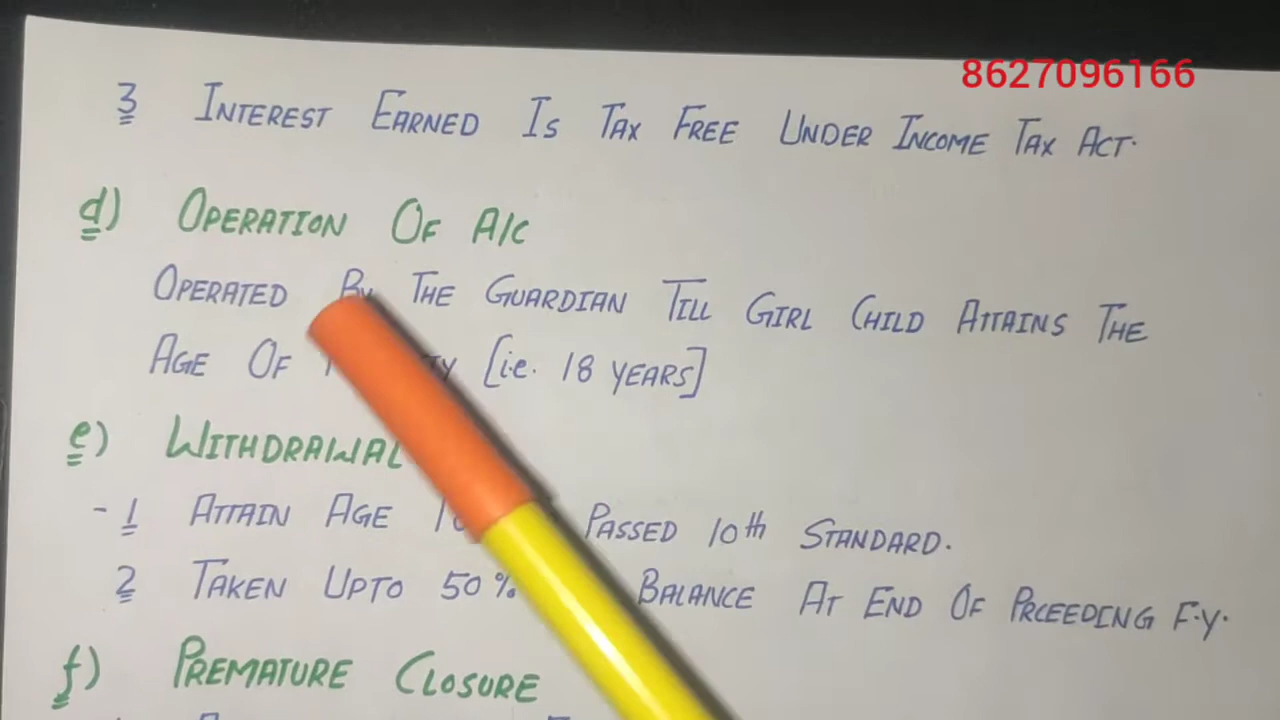 8627096166
3 INTEREST EARNED IS TAX FREE UNDER INCOME TAX ACT.
d) OPERATION OF A/C
OPERATED BY THE GUARDIAN TILL GIRL CHILD ATTAINS THE
AGE OF [i.e. 18 YEARS]
e) WITHDRAWAL
- 1 ATTAIN AGE PASSED 10th STANDARD.
2 TAKEN UPTO 50% BALANCE AT END OF PRCEEDING F.Y.
f) PREMATURE CLOSURE